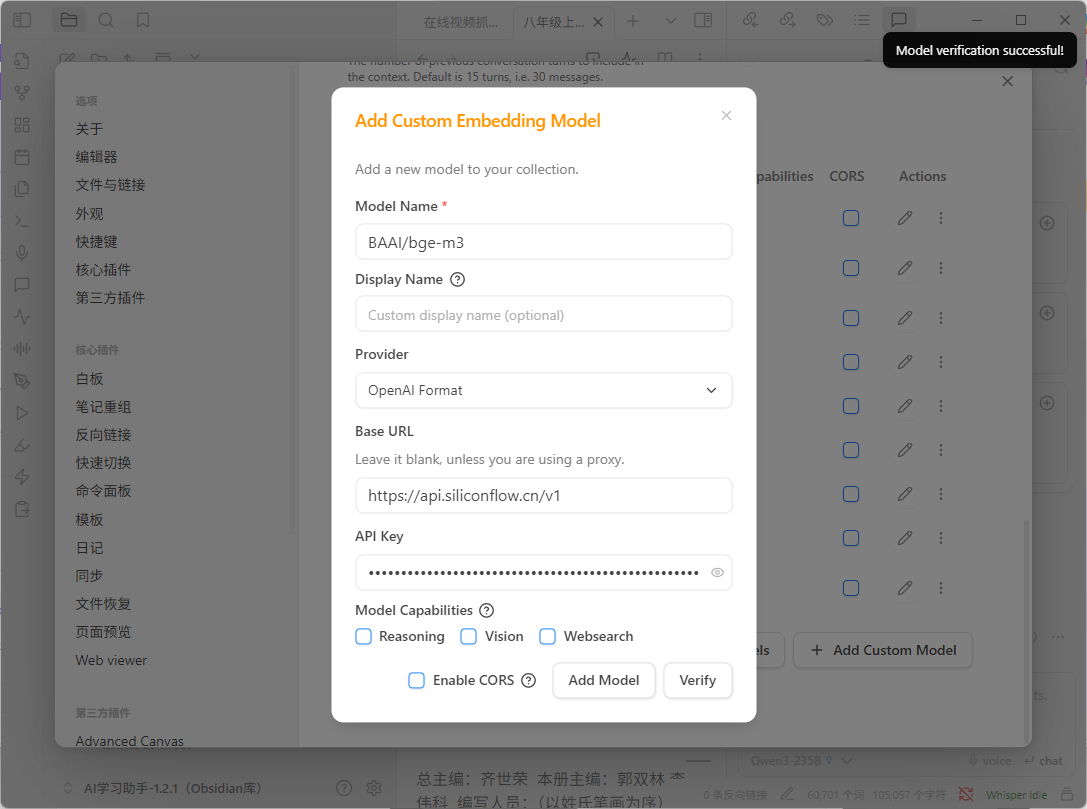 在线视频抓...
八年级上...
Model verification successful!
The number of previous conversation turns to include in
the context. Default is 15 turns, i.e. 30 messages.
选项
关于
编辑器
文件与链接
外观
快捷键
核心插件
第三方插件
核心插件
白板
笔记重组
反向链接
快速切换
命令面板
模板
日记
同步
文件恢复
页面预览
Web viewer
第三方插件
Advanced Canvas
Add Custom Embedding Model
Add a new model to your collection.
Model Name *
BAAI/bge-m3
Display Name
Custom display name (optional)
Provider
OpenAI Format
Base URL
Leave it blank, unless you are using a proxy.
https://api.siliconflow.cn/v1
API Key
Model Capabilities
Reasoning Vision Websearch
Enable CORS
Add Model
Verify
pabilities CORS Actions
els
+ Add Custom Model
ts.
Qwen3-235B
voice
chat
AI学习助手-1.2.1（Obsidian库）
总主编：齐世荣 本册主编：郭双林 李
伟科 编写人员：（以姓氏笔画为序）
0 条反向链接
60,701 个词 105,057 个字符
Whisper Idle